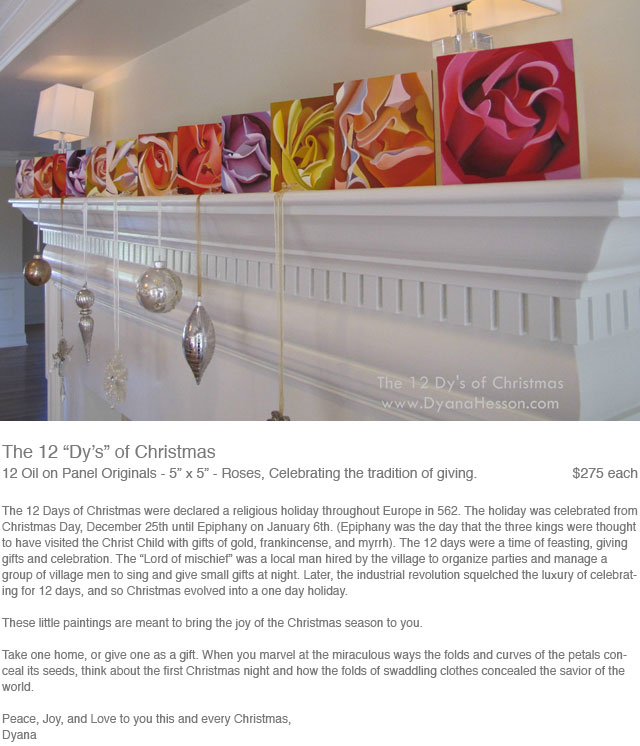 The 12 Dy's of Christmas
www.DyanaHesson.com
The 12 “Dy’s” of Christmas
12 Oil on Panel Originals - 5” x 5” - Roses, Celebrating the tradition of giving. $275 each
The 12 Days of Christmas were declared a religious holiday throughout Europe in 562. The holiday was celebrated from
Christmas Day, December 25th until Epiphany on January 6th. (Epiphany was the day that the three kings were thought
to have visited the Christ Child with gifts of gold, frankincense, and myrrh). The 12 days were a time of feasting, giving
gifts and celebration. The “Lord of mischief” was a local man hired by the village to organize parties and manage a
group of village men to sing and give small gifts at night. Later, the industrial revolution squelched the luxury of celebrat-
ing for 12 days, and so Christmas evolved into a one day holiday.
These little paintings are meant to bring the joy of the Christmas season to you.
Take one home, or give one as a gift. When you marvel at the miraculous ways the folds and curves of the petals con-
ceal its seeds, think about the first Christmas night and how the folds of swaddling clothes concealed the savior of the
world.
Peace, Joy, and Love to you this and every Christmas,
Dyana